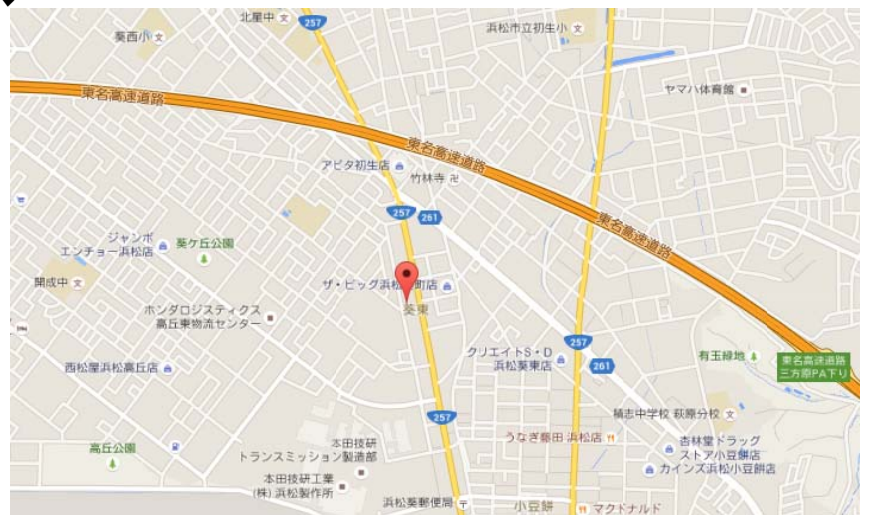 北星中
257
葵西小
浜松市立初生小
ヤマハ体育館
東名高速道路
東名高速道路
アピタ初生店
竹林寺
257
261
東名高速道路
ジャンボ
エンチョー浜松店
葵ケ丘公園
開成中
ザ・ビッグ浜松
町店
葵東
ホンダロジスティクス
高丘東物流センター
257
クリエイトS・D
浜松葵東店
261
有玉緑地
東名高速道路
三方原PA下り
西松屋浜松高丘店
257
積志中学校 萩原分校
うなぎ藤田 浜松店
杏林堂ドラッグ
ストア小豆餅店
カインズ浜松小豆餅店
高丘公園
本田技研
トランスミッション製造部
本田技研工業
(株) 浜松製作所
浜松葵郵便局
小豆餅
マクドナルド